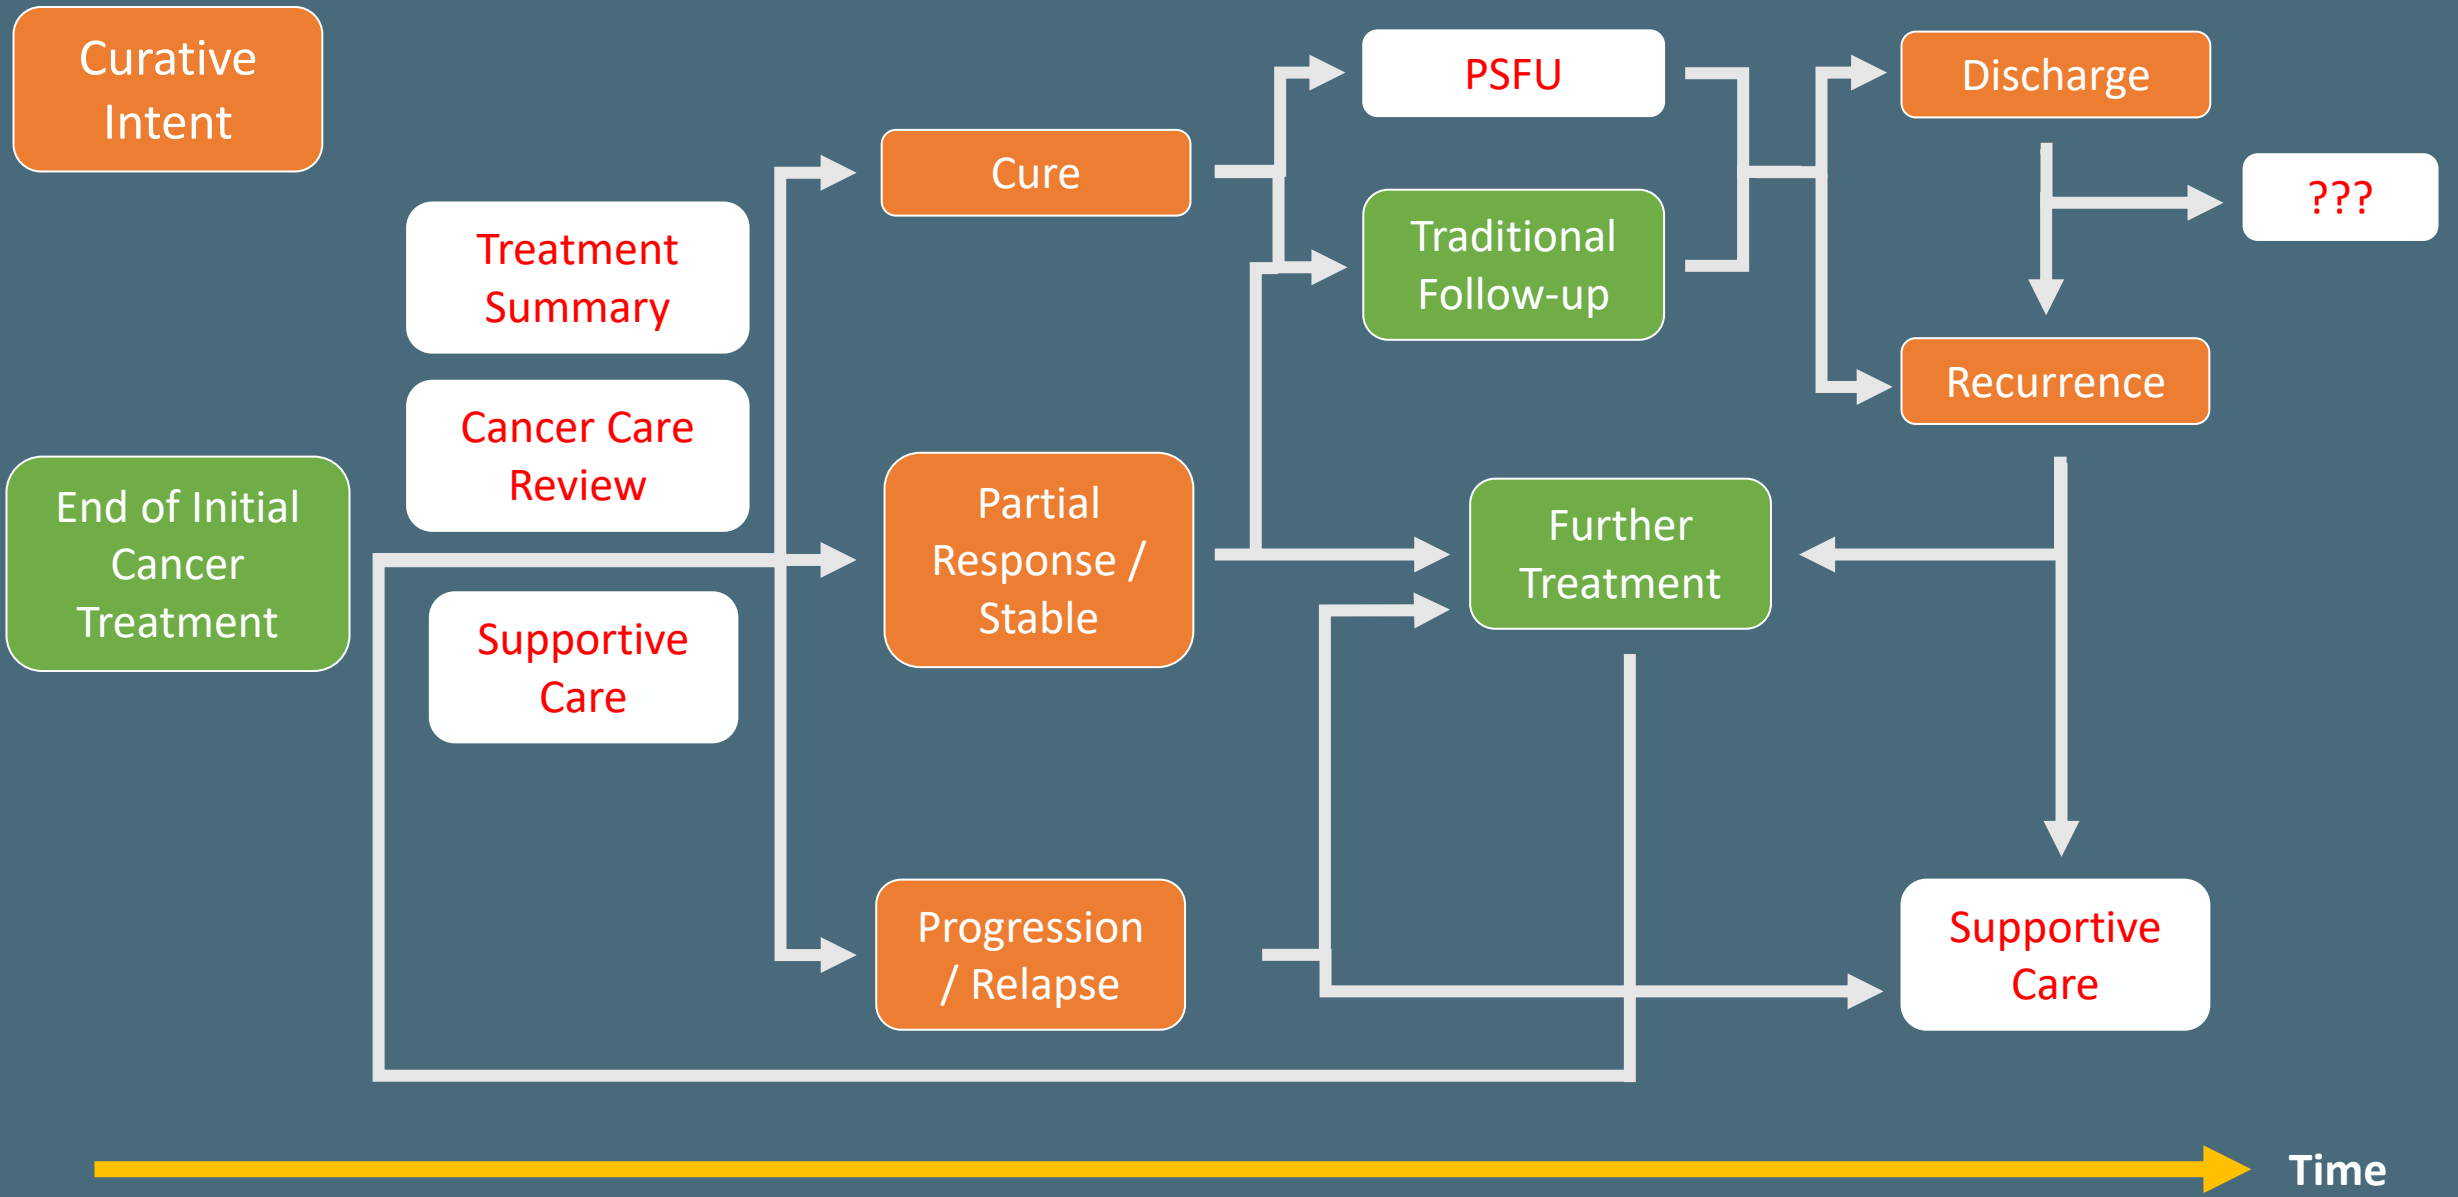 Curative
Intent
End of Initial
Cancer
Treatment
Treatment
Summary
Cancer Care
Review
Supportive
Care
Cure
Partial
Response /
Stable
Progression
/ Relapse
PSFU
Traditional
Follow-up
Further
Treatment
Discharge
???
Recurrence
Supportive
Care
Time